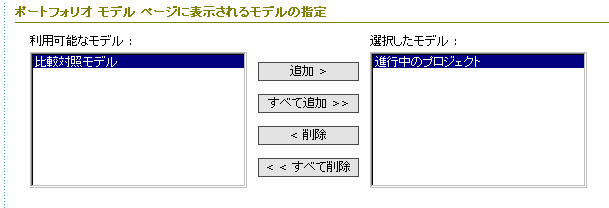 ポートフォリオ モデル ページに表示されるモデルの指定
利用可能なモデル :
選択したモデル :
比較対照モデル
進行中のプロジェクト
追加 >
すべて追加 >>
< 削除
< < すべて削除